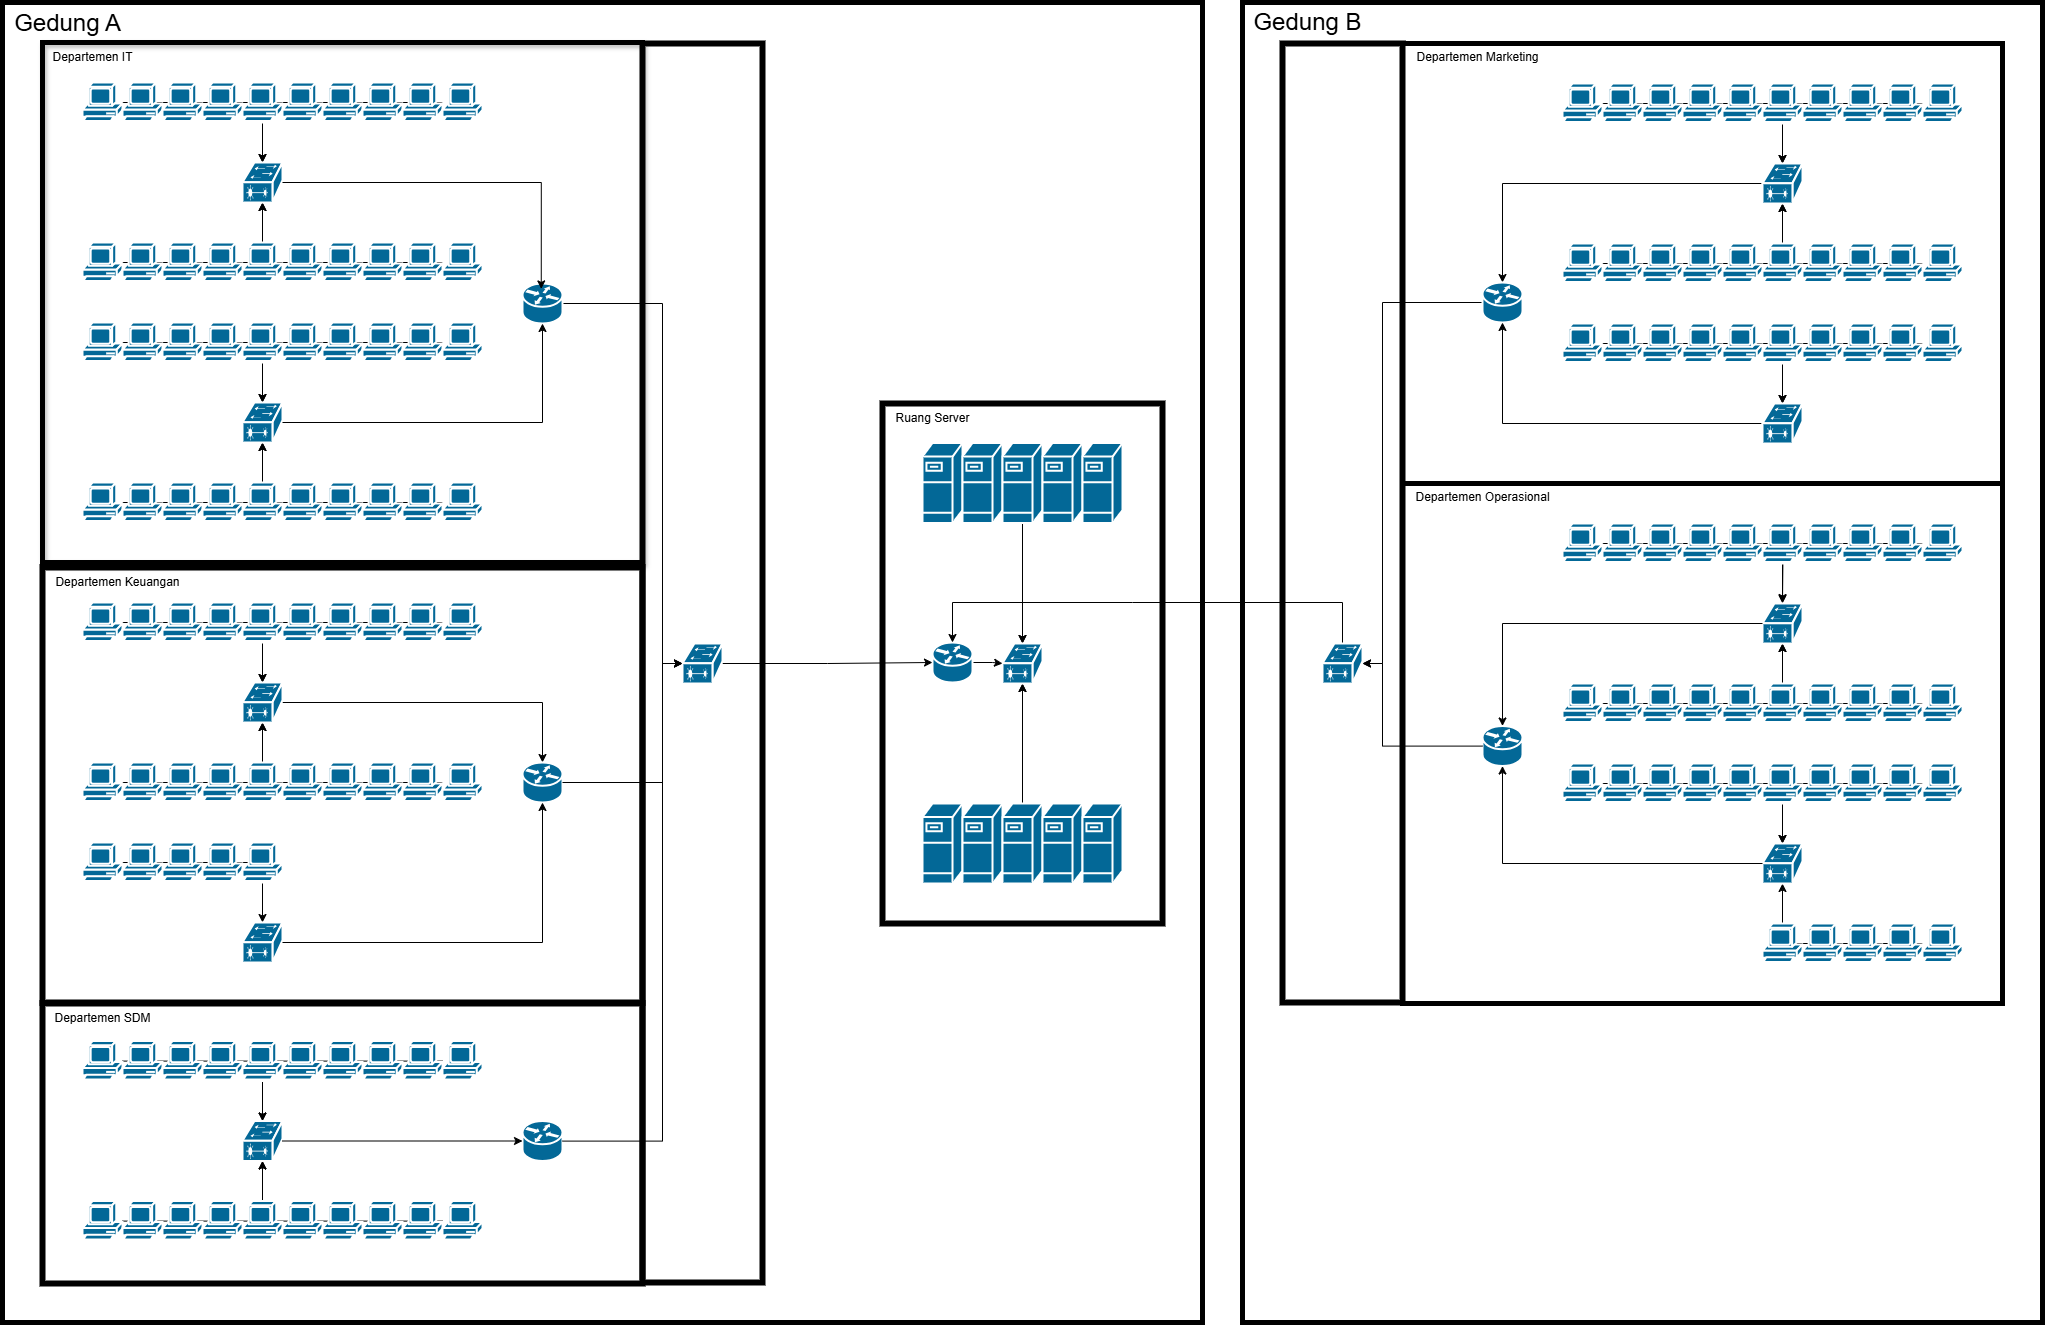 Gedung A
Departemen IT
Departemen Keuangan
Departemen SDM
Ruang Server
Gedung B
Departemen Marketing
Departemen Operasional